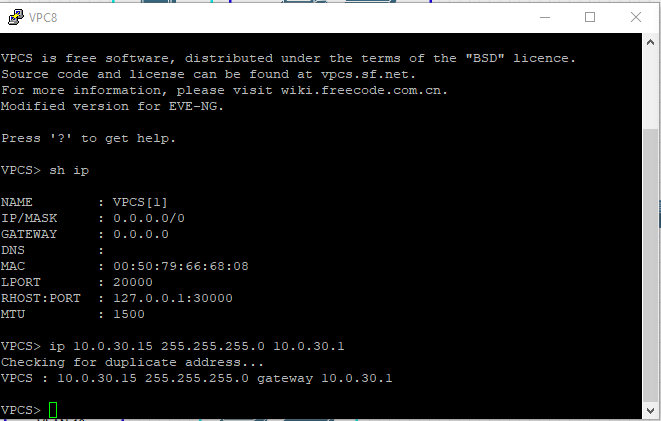 VPC8
VPCS is free software, distributed under the terms of the "BSD" licence.
Source code and license can be found at vpcs.sf.net.
For more information, please visit wiki.freecode.com.cn.
Modified version for EVE-NG.
Press '?' to get help.
VPCS> sh ip
NAME        : VPCS[1]
IP/MASK     : 0.0.0.0/0
GATEWAY     : 0.0.0.0
DNS         :
MAC         : 00:50:79:66:68:08
LPORT       : 20000
RHOST:PORT  : 127.0.0.1:30000
MTU         : 1500
VPCS> ip 10.0.30.15 255.255.255.0 10.0.30.1
Checking for duplicate address...
VPCS : 10.0.30.15 255.255.255.0 gateway 10.0.30.1
VPCS>